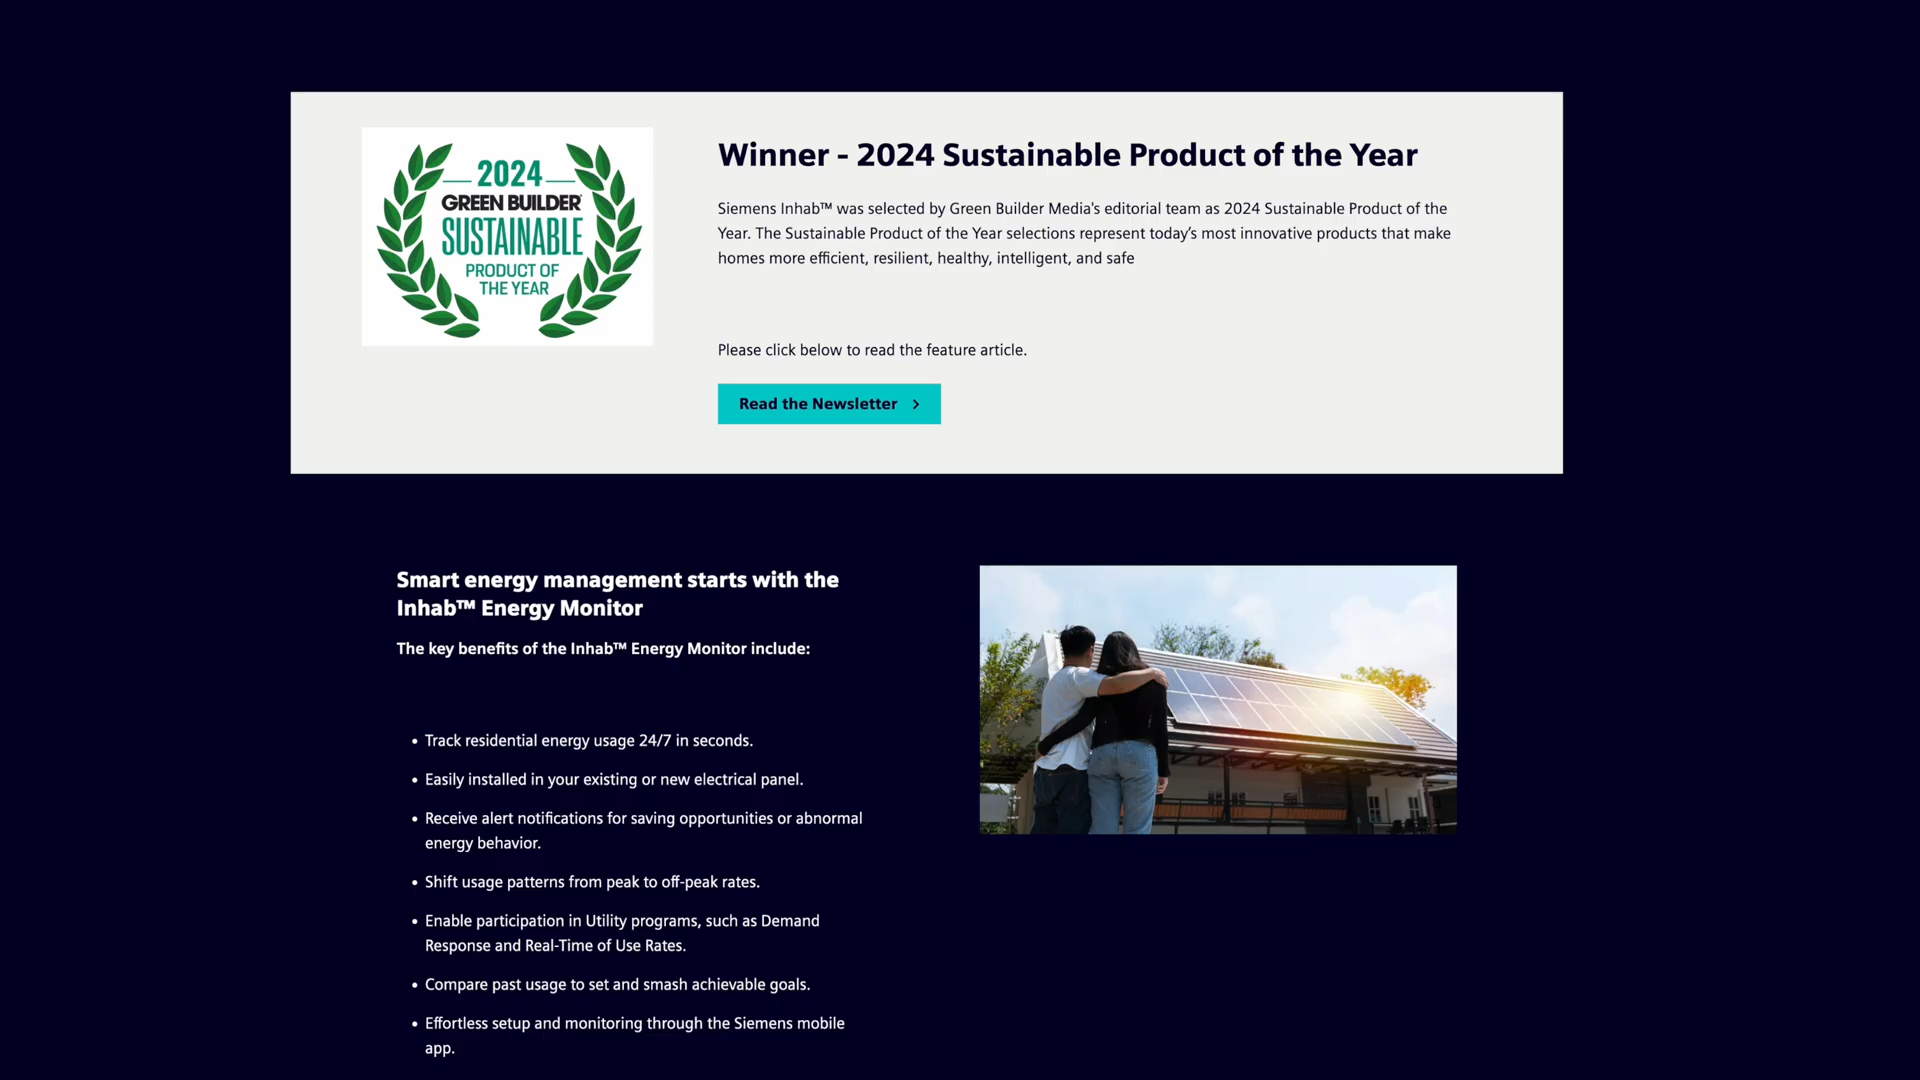 2024
GREEN BUILDER
SUSTAINABLE
PRODUCT OF
THE YEAR
Winner - 2024 Sustainable Product of the Year
Siemens Inhab™ was selected by Green Builder Media's editorial team as 2024 Sustainable Product of the
Year. The Sustainable Product of the Year selections represent today’s most innovative products that make
homes more efficient, resilient, healthy, intelligent, and safe
Please click below to read the feature article.
Read the Newsletter
Smart energy management starts with the
Inhab™ Energy Monitor
The key benefits of the Inhab™ Energy Monitor include:
• Track residential energy usage 24/7 in seconds.
• Easily installed in your existing or new electrical panel.
• Receive alert notifications for saving opportunities or abnormal
energy behavior.
• Shift usage patterns from peak to off-peak rates.
• Enable participation in Utility programs, such as Demand
Response and Real-Time of Use Rates.
• Compare past usage to set and smash achievable goals.
• Effortless setup and monitoring through the Siemens mobile
app.